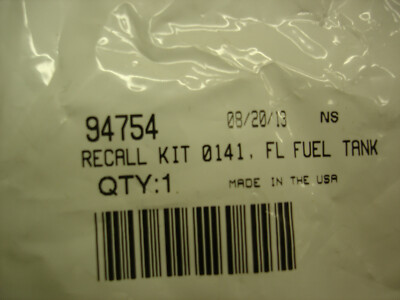 94754 08/20/13 NS
RECALL KIT 0141, FL FUEL TANK
QTY:1 MADE IN THE USA